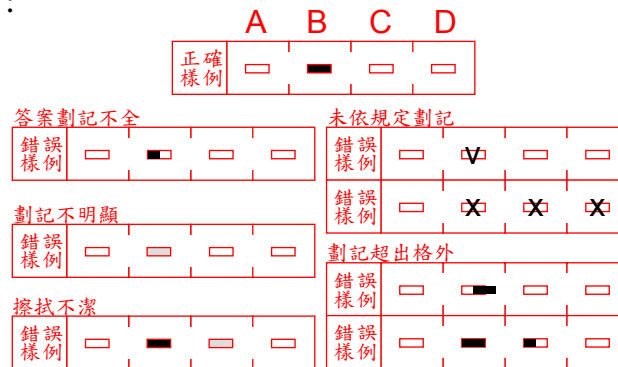 ：
A B C D
正確
樣例
答案劃記不全
錯誤
樣例
劃記不明顯
錯誤
樣例
擦拭不潔
錯誤
樣例
未依規定劃記
錯誤
樣例
V
錯誤
樣例
X X X
劃記超出格外
錯誤
樣例
錯誤
樣例